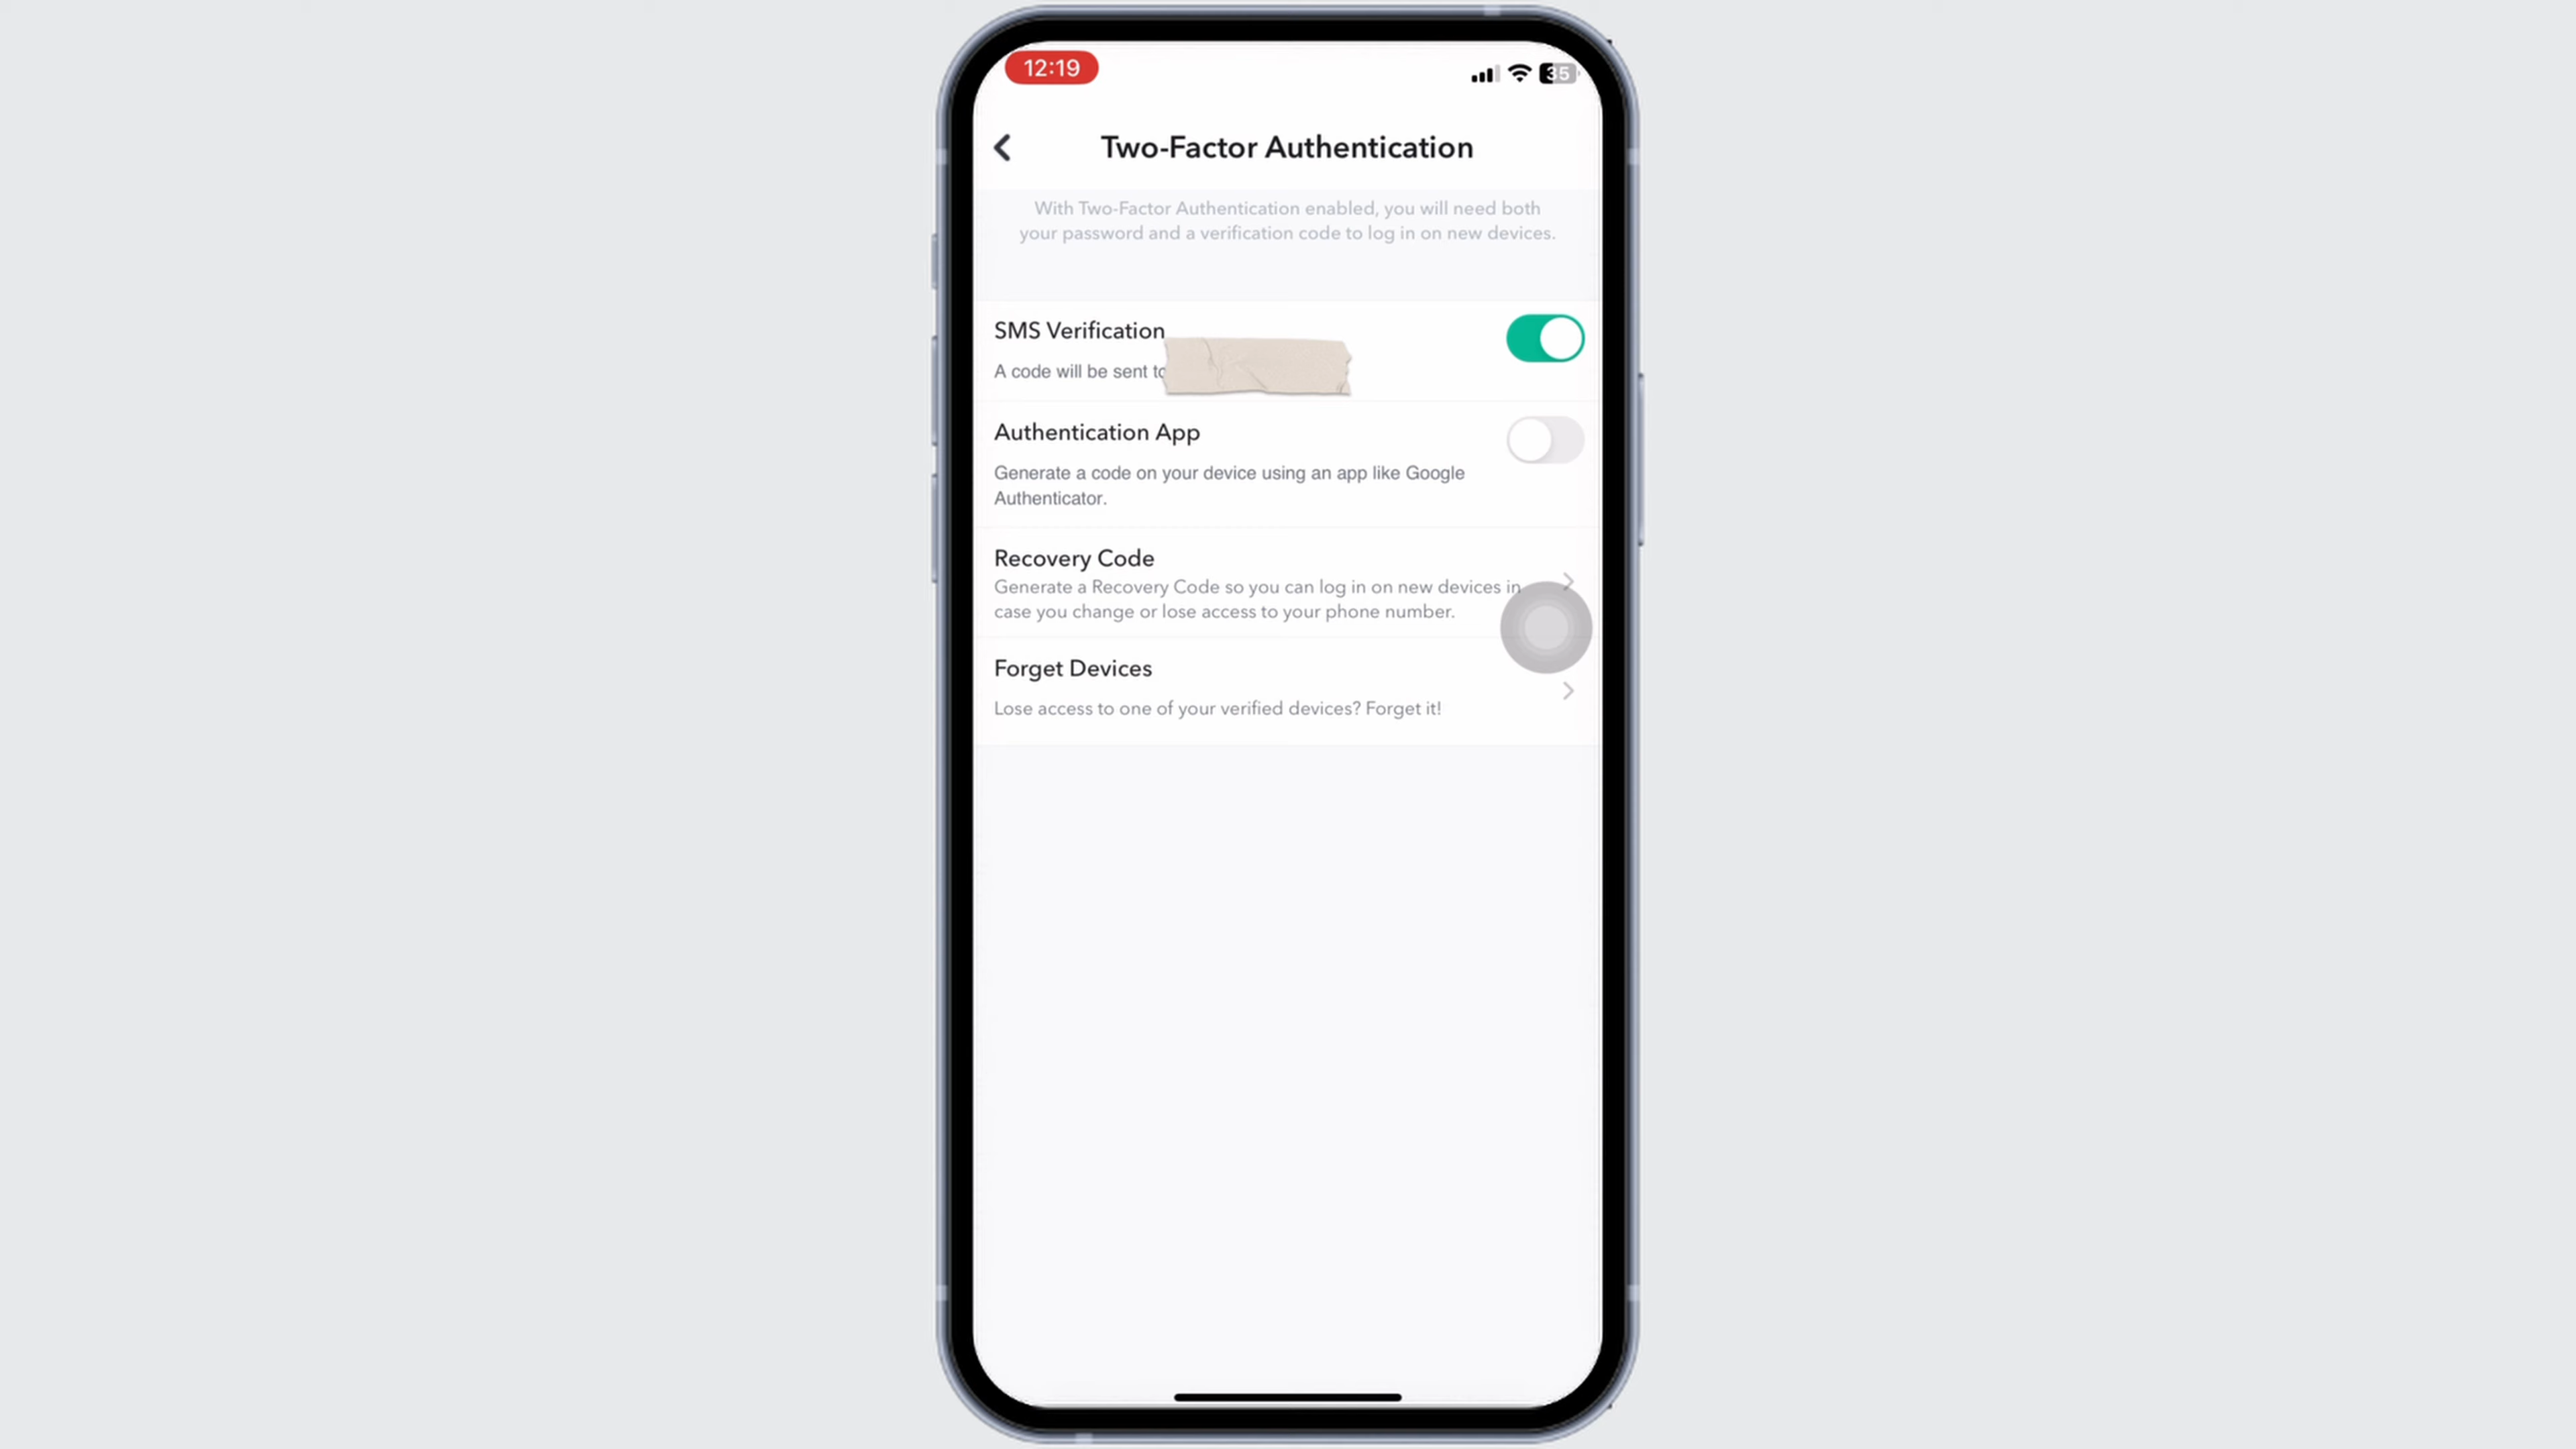 12:19
35
Two-Factor Authentication
With Two-Factor Authentication enabled, you will need both
your password and a verification code to log in on new devices.
SMS Verification
A code will be sent to
Authentication App
Generate a code on your device using an app like Google
Authenticator.
Recovery Code
Generate a Recovery Code so you can log in on new devices in
case you change or lose access to your phone number.
Forget Devices
Lose access to one of your verified devices? Forget it!